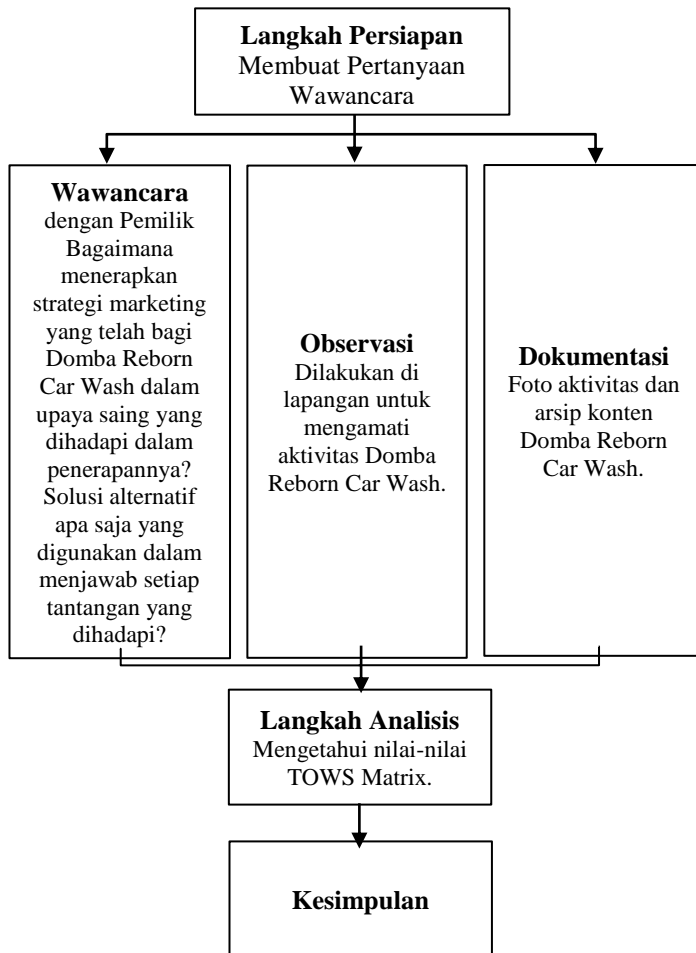 Langkah Persiapan
Membuat Pertanyaan
Wawancara
Wawancara
dengan Pemilik
Bagaimana
menerapkan
strategi marketing
yang telah bagi
Domba Reborn
Car Wash dalam
upaya saing yang
dihadapi dalam
penerapannya?
Solusi alternatif
apa saja yang
digunakan dalam
menjawab setiap
tantangan yang
dihadapi?
Observasi
Dilakukan di
lapangan untuk
mengamati
aktivitas Domba
Reborn Car Wash.
Dokumentasi
Foto aktivitas dan
arsip konten
Domba Reborn
Car Wash.
Langkah Analisis
Mengetahui nilai-nilai
TOWS Matrix.
Kesimpulan